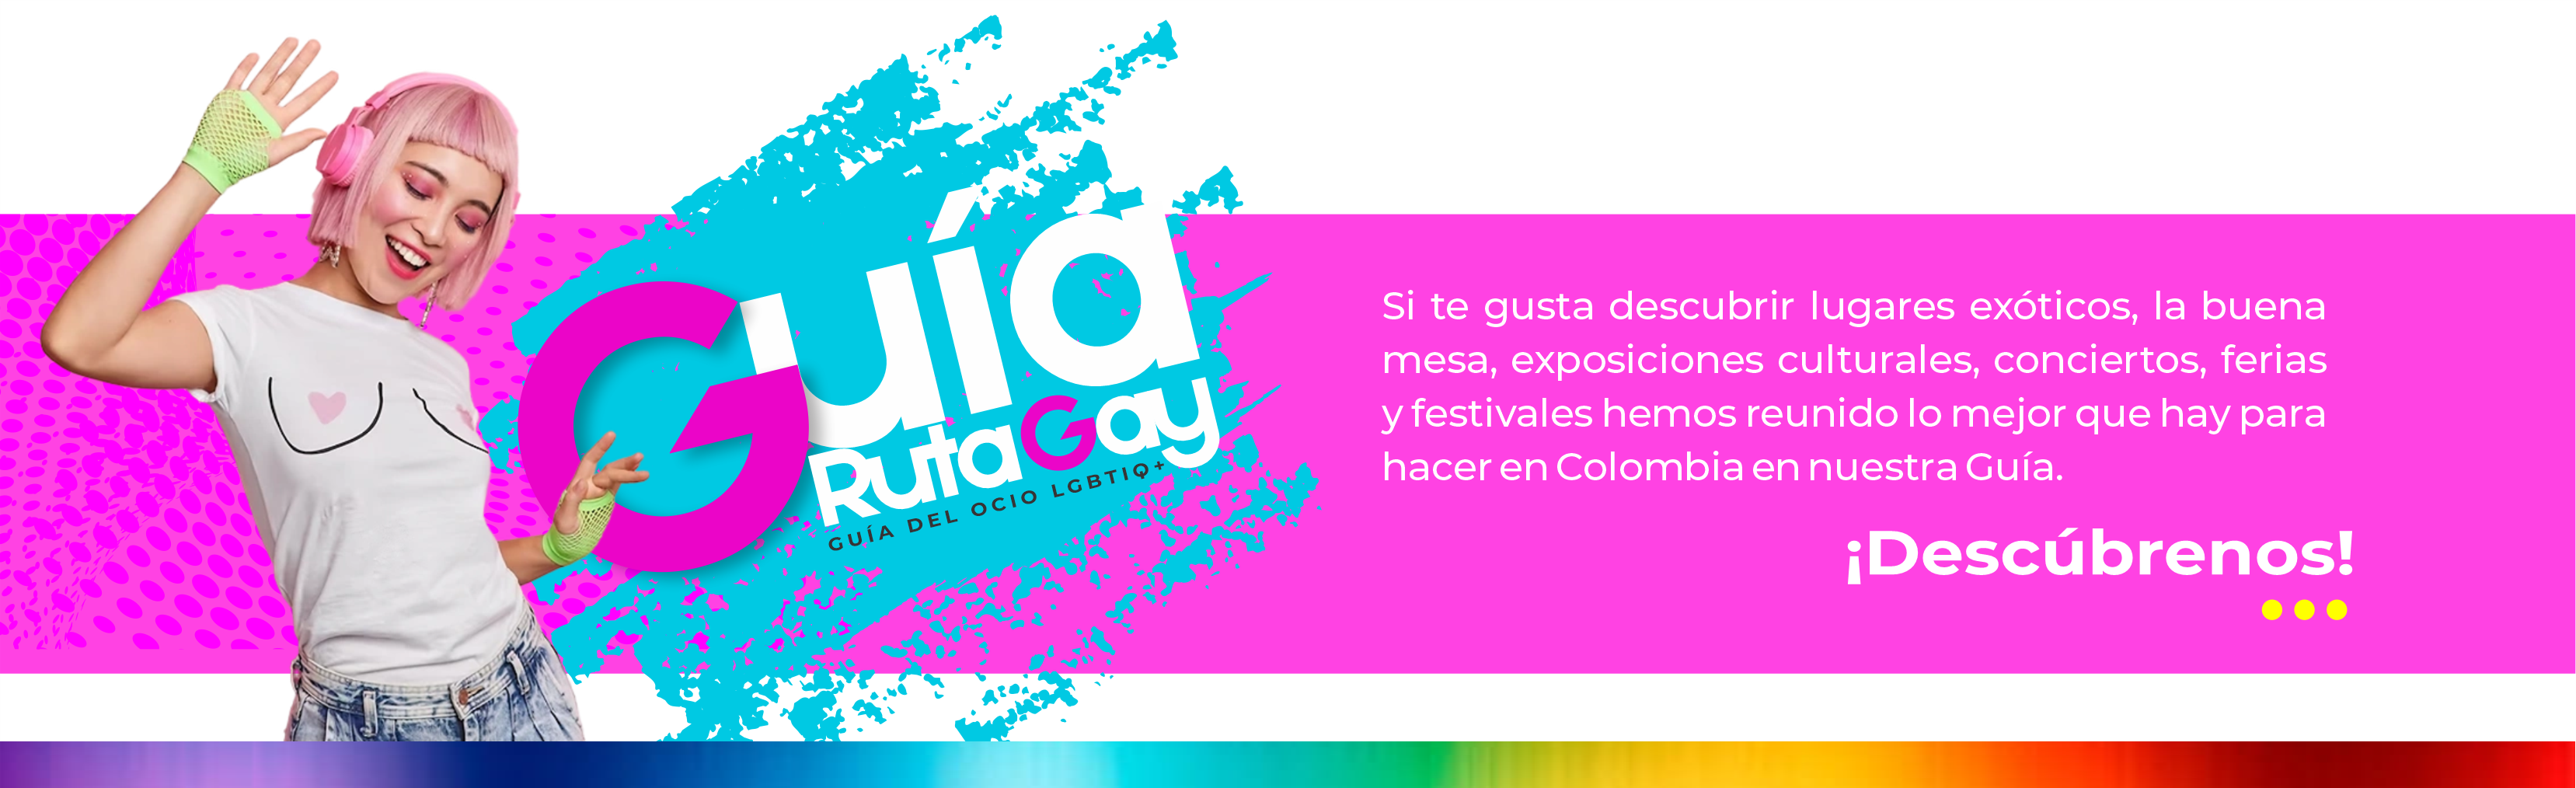 Guía
RutaGay
GUÍA DEL OCIO LGBTIQ+
Si te gusta descubrir lugares exóticos, la buena
mesa, exposiciones culturales, conciertos, ferias
y festivales hemos reunido lo mejor que hay para
hacer en Colombia en nuestra Guía.
¡Descúbrenos!